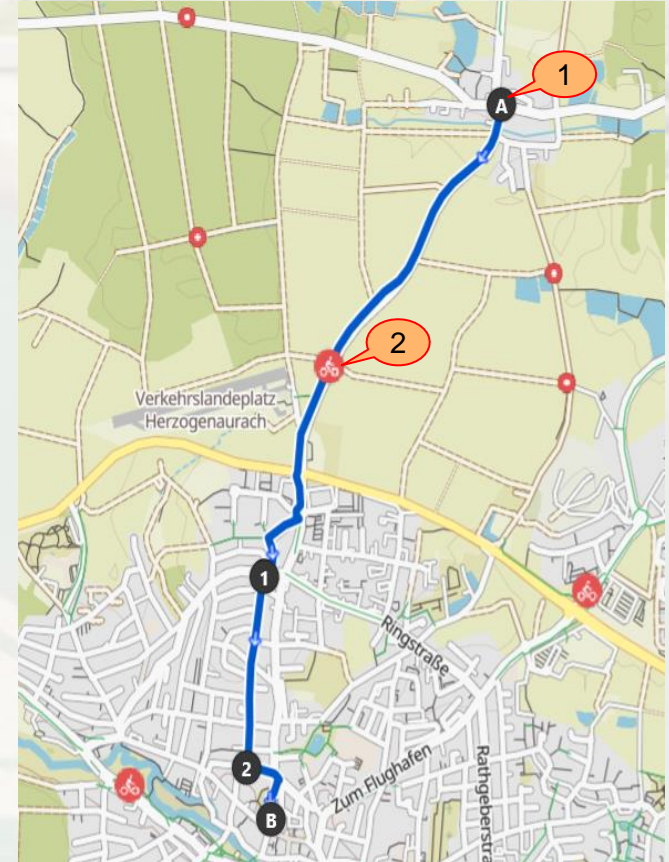 1
A
2
Verkehrslandeplatz
Herzogenaurach
1
Ringstraße
2
Zum Flughafen
Rathgeberstra
B